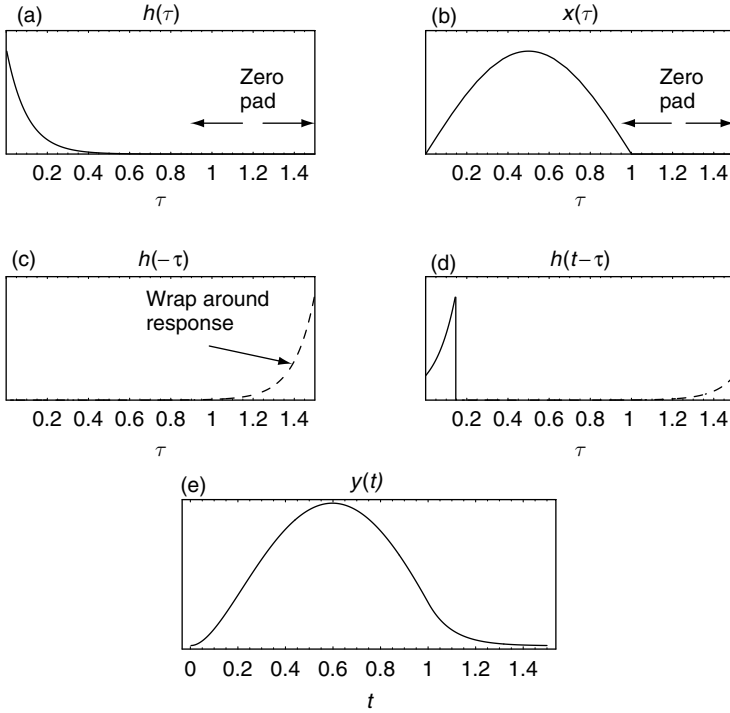 (a) h(τ)
Zero
pad
0.2 0.4 0.6 0.8 1 1.2 1.4
τ
(b) x(τ)
Zero
pad
0.2 0.4 0.6 0.8 1 1.2 1.4
τ
(c) h(−τ)
Wrap around
response
0.2 0.4 0.6 0.8 1 1.2 1.4
τ
(d) h(t−τ)
0.2 0.4 0.6 0.8 1 1.2 1.4
τ
(e) y(t)
0 0.2 0.4 0.6 0.8 1 1.2 1.4
t